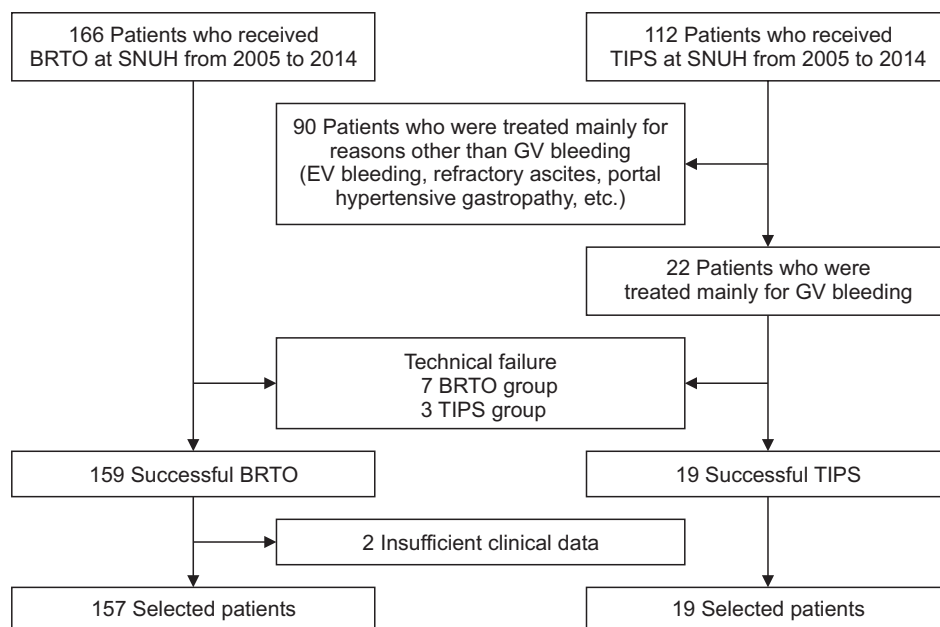 166 Patients who received
BRTO at SNUH from 2005 to 2014
112 Patients who received
TIPS at SNUH from 2005 to 2014
90 Patients who were treated mainly for
reasons other than GV bleeding
(EV bleeding, refractory ascites, portal
hypertensive gastropathy, etc.)
22 Patients who were
treated mainly for GV bleeding
Technical failure
7 BRTO group
3 TIPS group
159 Successful BRTO
19 Successful TIPS
2 Insufficient clinical data
157 Selected patients
19 Selected patients